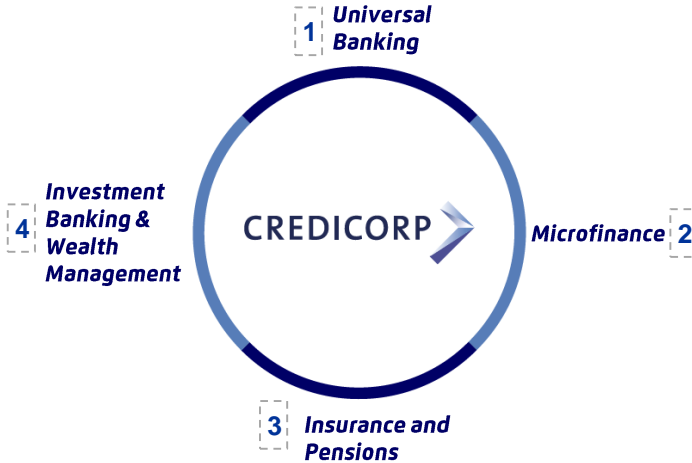 1
Universal
Banking
Investment
Banking &
Wealth
Management
4
CREDICORP
Microfinance
2
3
Insurance and
Pensions